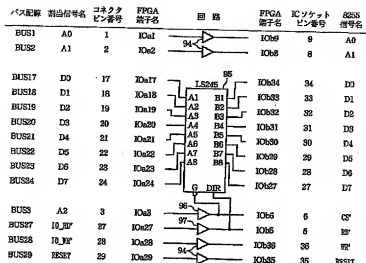 バス配線 割当信号名 コネクタピン番号 FPGA端子名 回路 FPGA端子名 ICソケットピン番号 8255信号名
BUS1 A0 1 IOa1 IOb9 9 A0
BUS2 A1 2 IOa2 94 IOb8 8 A1
LS245 95
BUS17 D0 17 IOa17 IOb34 34 D0
BUS18 D1 18 IOa18 A1 B1 IOb33 33 D1
BUS19 D2 19 IOa19 A2 B2 IOb32 32 D2
BUS20 D3 20 IOa20 A3 B3 IOb31 31 D3
BUS21 D4 21 IOa21 A4 B4 IOb30 30 D4
BUS22 D5 22 IOa22 A5 B5 IOb29 29 D5
BUS23 D6 23 IOa23 A6 B6 IOb28 28 D6
BUS24 D7 24 IOa24 A7 B7 IOb27 27 D7
A8 B8
G DIR
BUS3 A2 3 IOa3 96 IOb6 6 CS'
BUS27 IO_RD' 27 IOa27 97 IOb5 5 RD'
BUS28 IO_WR' 28 IOa28 IOb36 36 WR'
BUS29 RESET 29 IOa29 94 IOb35 35 RESET